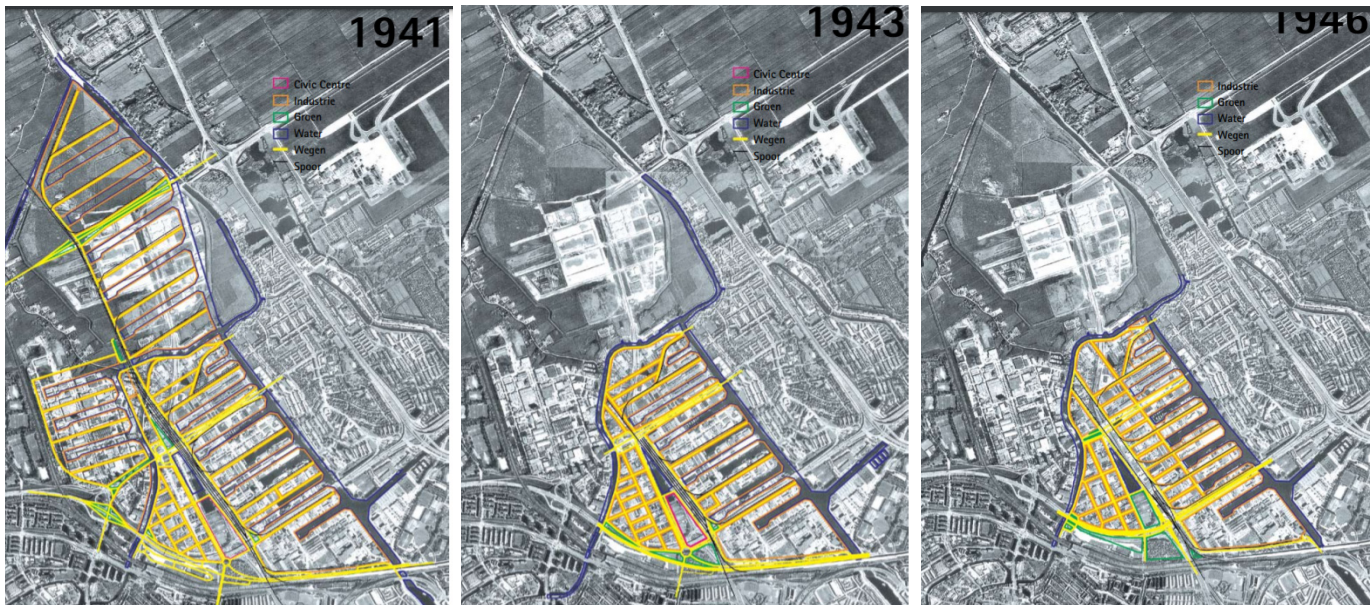 1941
Civic Centre
Industrie
Groen
Water
Wegen
Spoor
1943
Civic Centre
Industrie
Groen
Water
Wegen
Spoor
1946
Industrie
Groen
Water
Wegen
Spoor